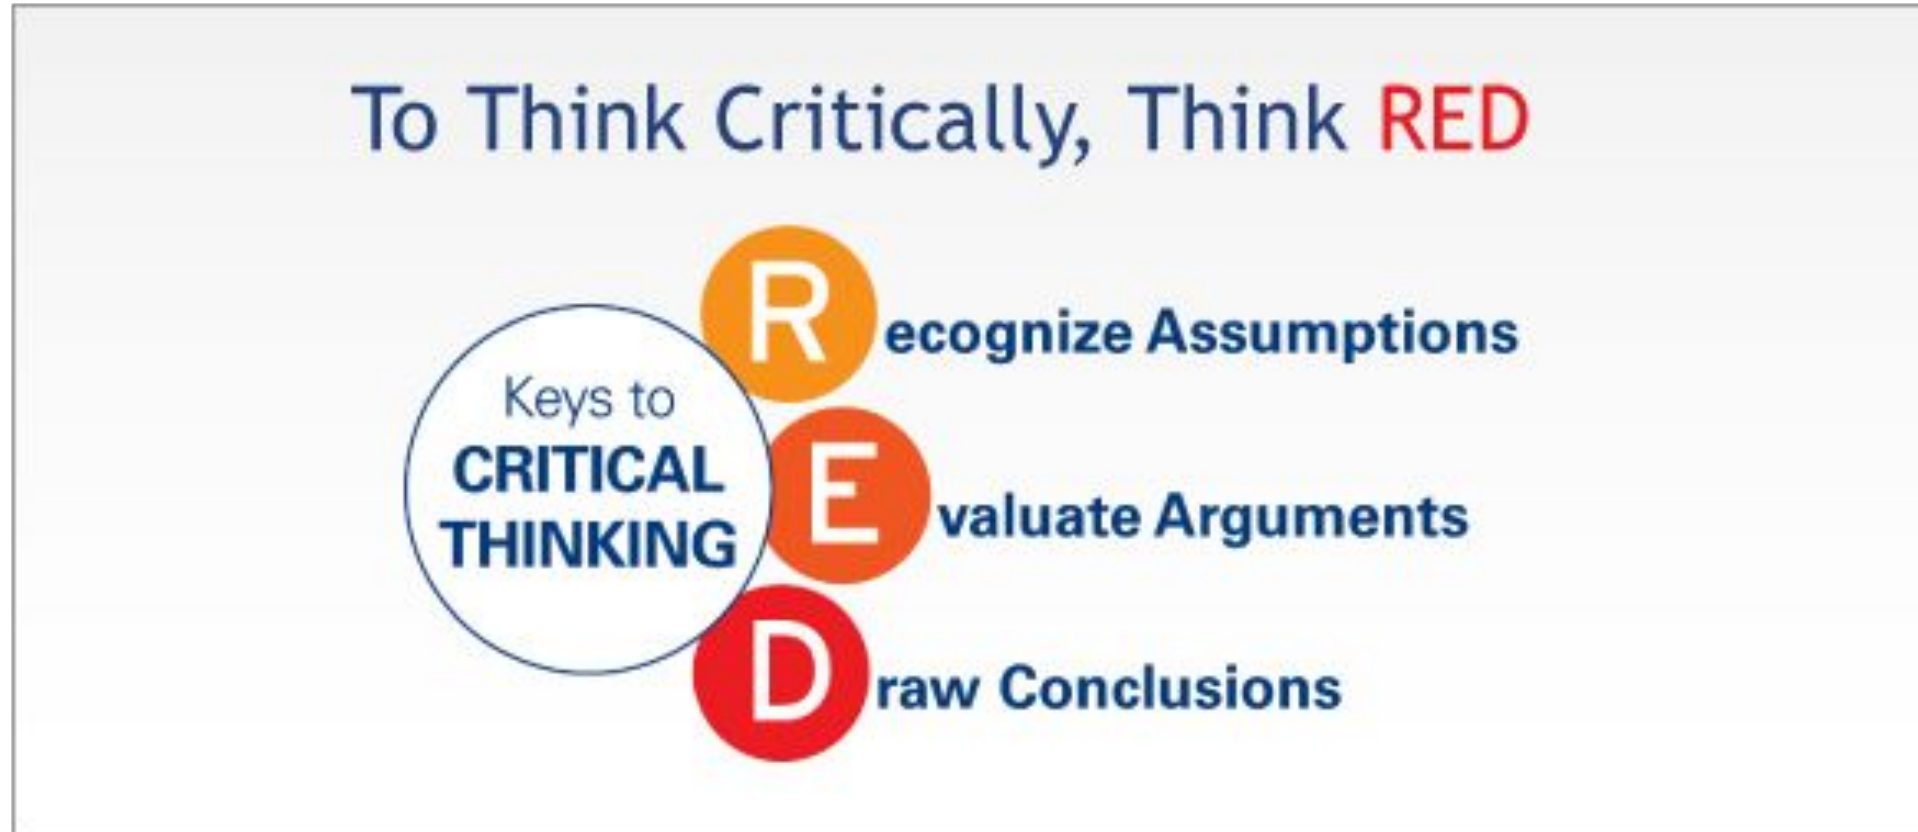 To Think Critically, Think RED
Recognize Assumptions
Keys to
CRITICAL
THINKING
Evaluate Arguments
Draw Conclusions